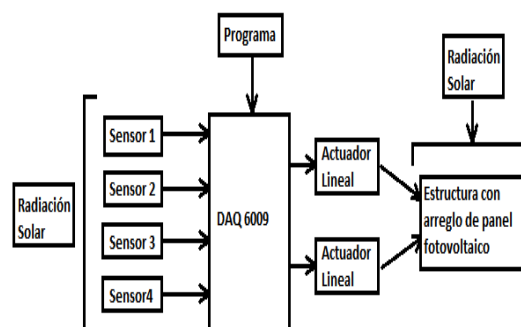 Programa
Radiación
Solar
Sensor 1
Sensor 2
Sensor 3
Sensor4
Radiación
Solar
DAQ 6009
Actuador
Lineal
Actuador
Lineal
Estructura con
arreglo de panel
fotovoltaico